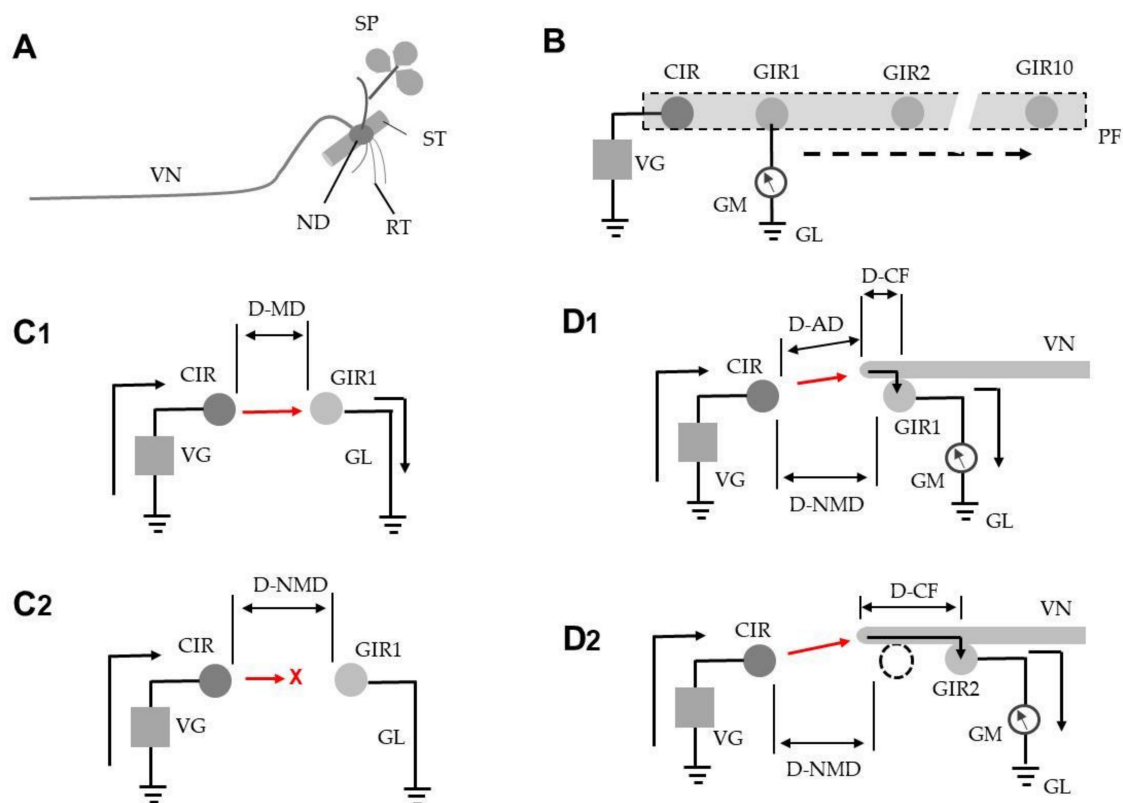 A
SP
ST
VN
ND
RT
B
CIR
GIR1
GIR2
GIR10
PF
VG
GM
GL
C1
D-MD
CIR
GIR1
VG
GL
D1
D-CF
D-AD
VN
CIR
GIR1
VG
GM
D-NMD
GL
C2
D-NMD
CIR
GIR1
X
VG
GL
D2
D-CF
VN
CIR
GIR2
VG
GM
D-NMD
GL